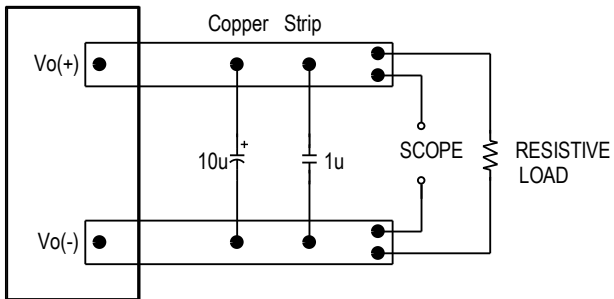 Copper Strip
Vo(+)
+
10u
1u
SCOPE
RESISTIVE
LOAD
Vo(-)